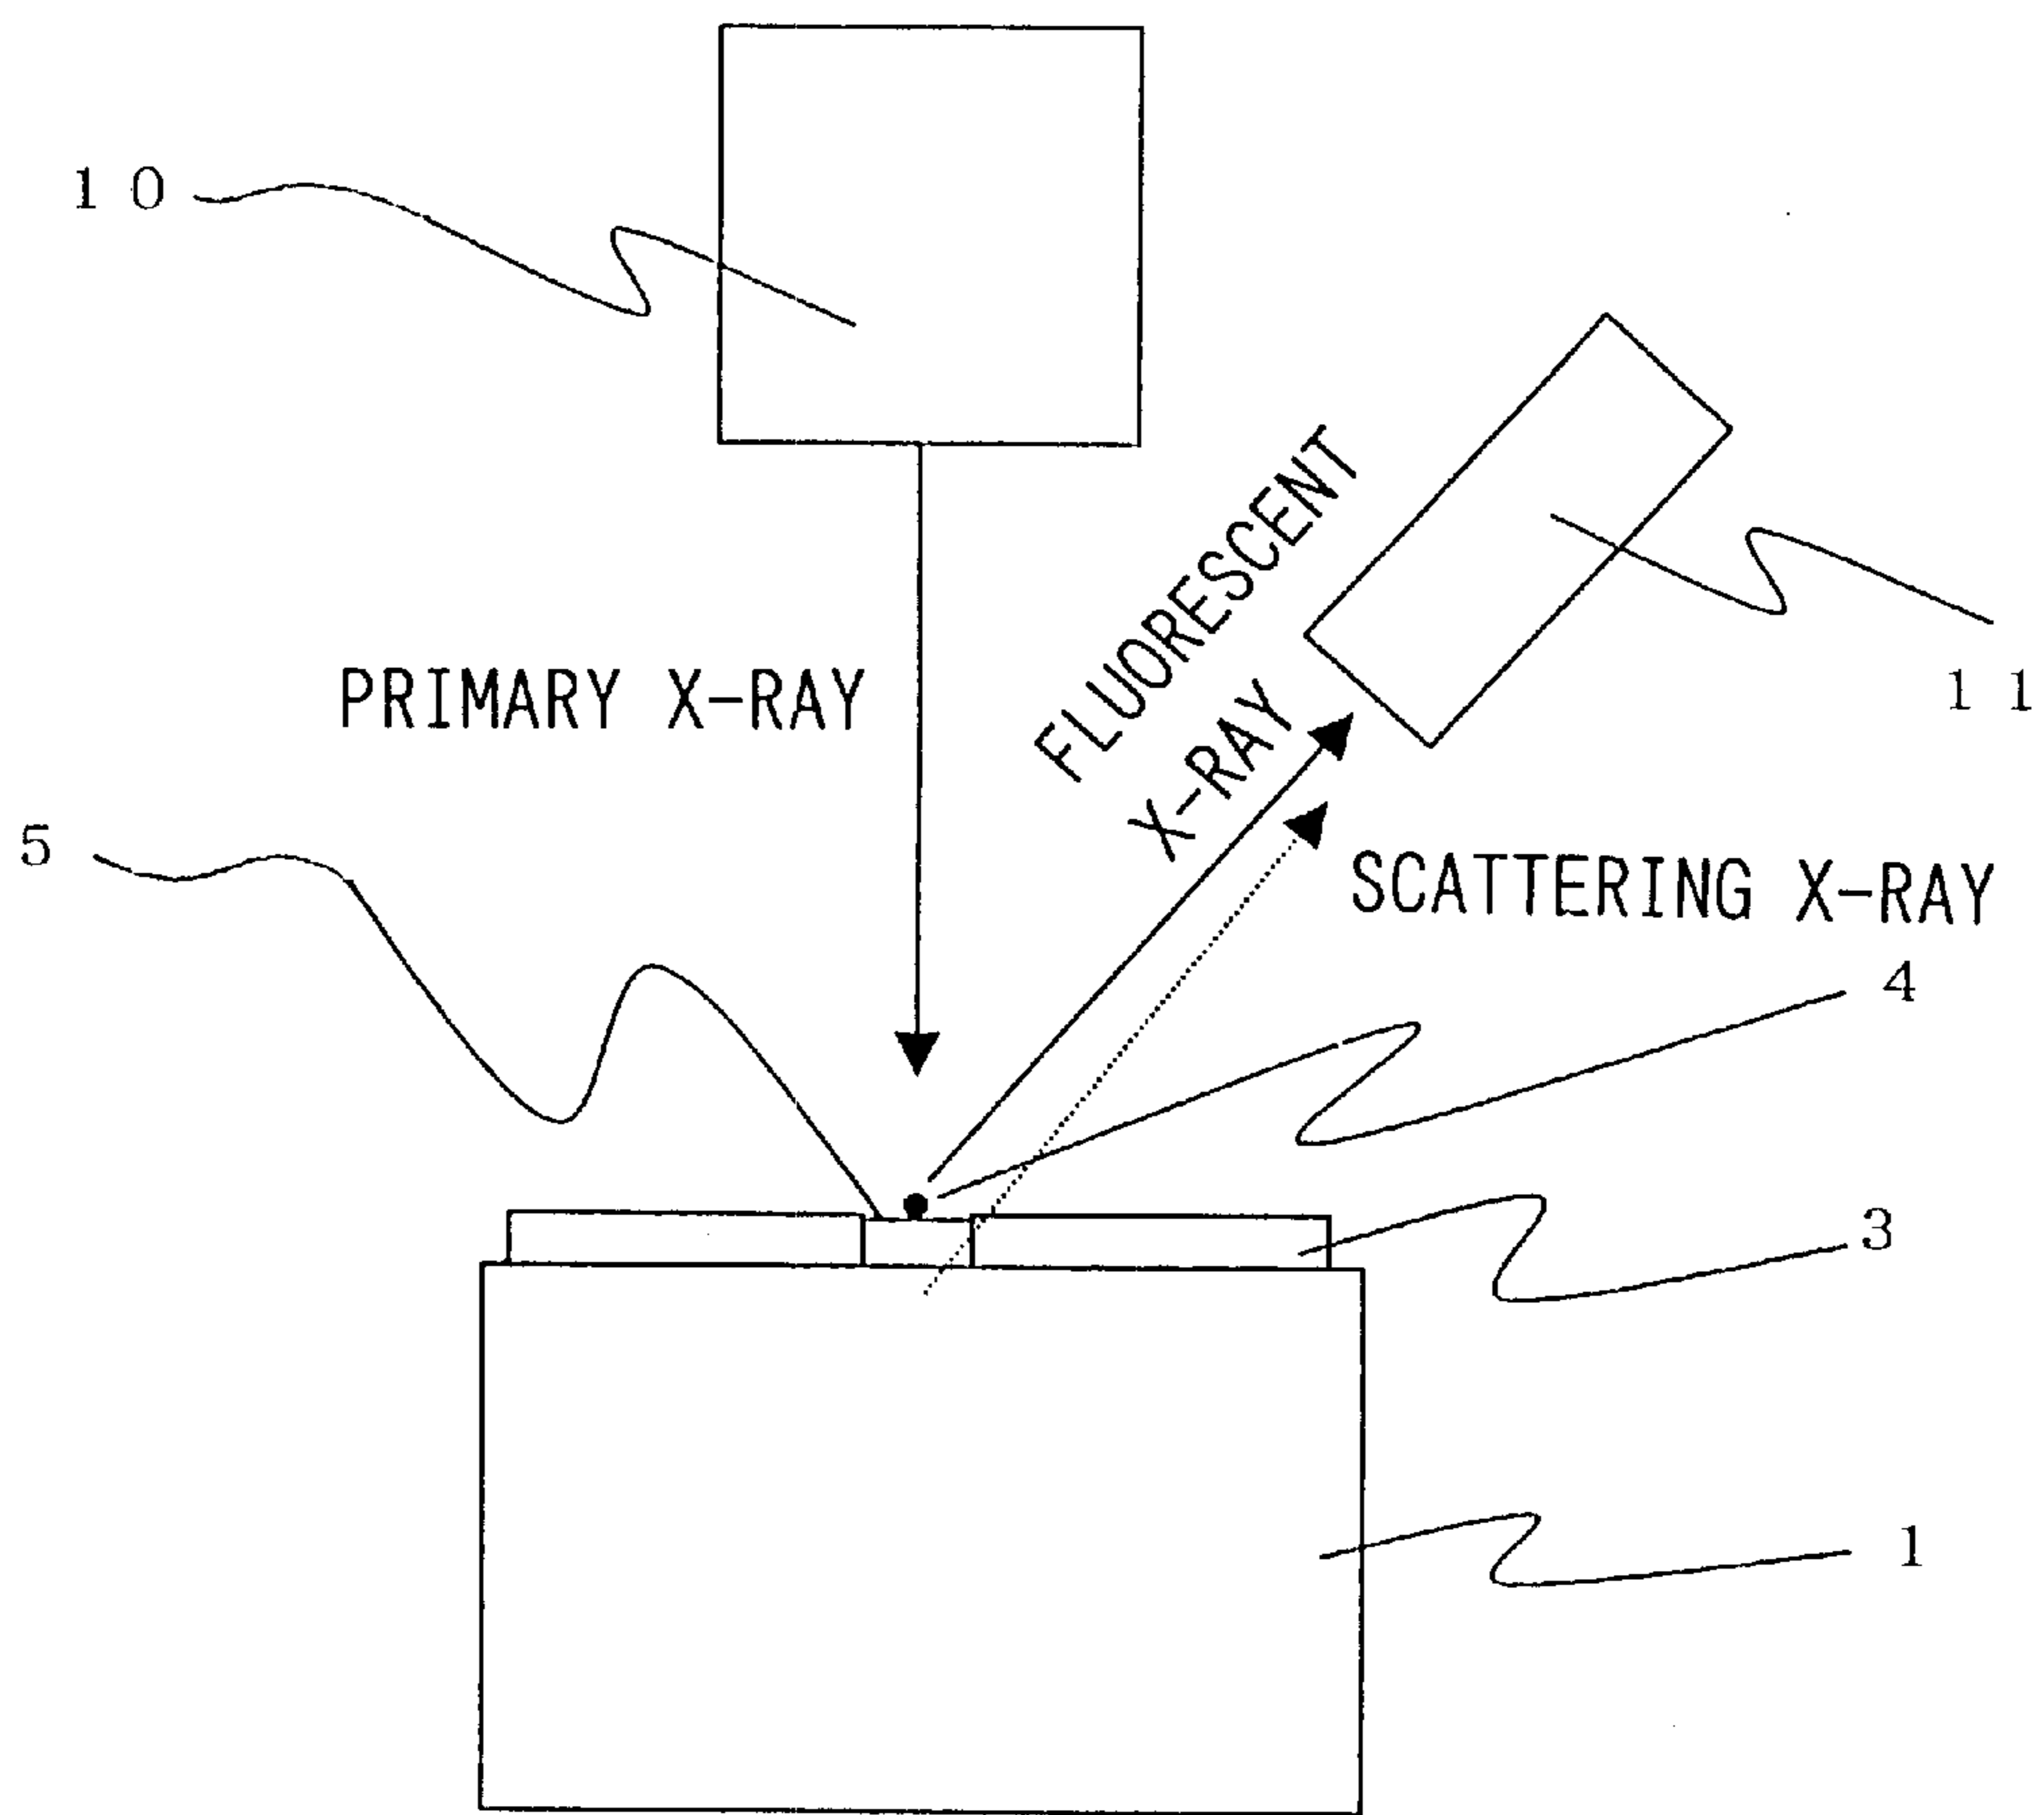 10
FLUORESCENT
X-RAY
PRIMARY X-RAY
11
5
SCATTERING X-RAY
4
3
1